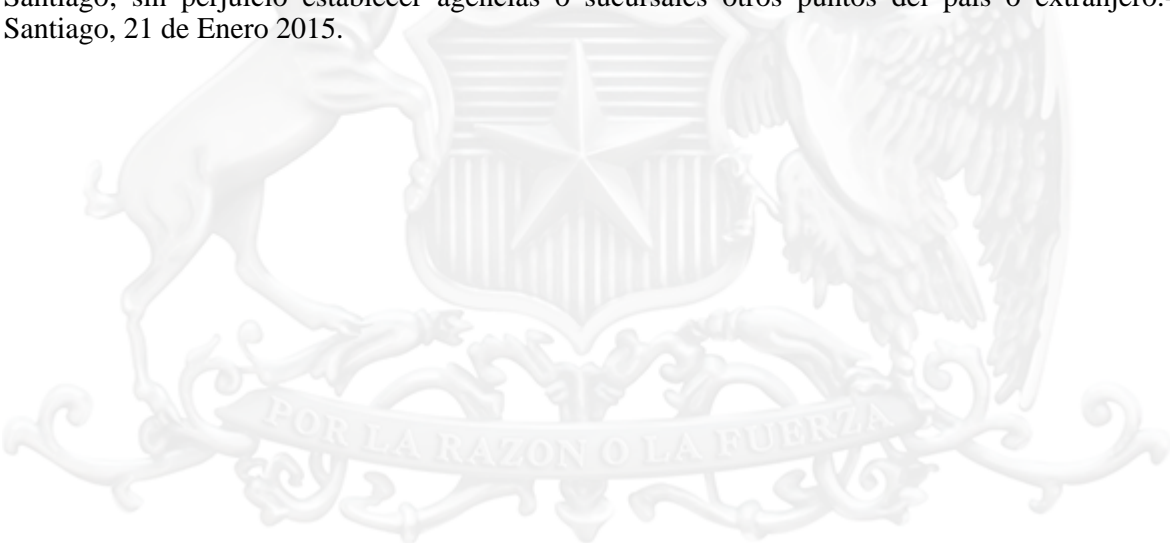 Santiago, sin perjuicio establecer agencias o sucursales otros puntos del país o extranjero.-
Santiago, 21 de Enero 2015.
POR LA RAZON O LA FUERZA